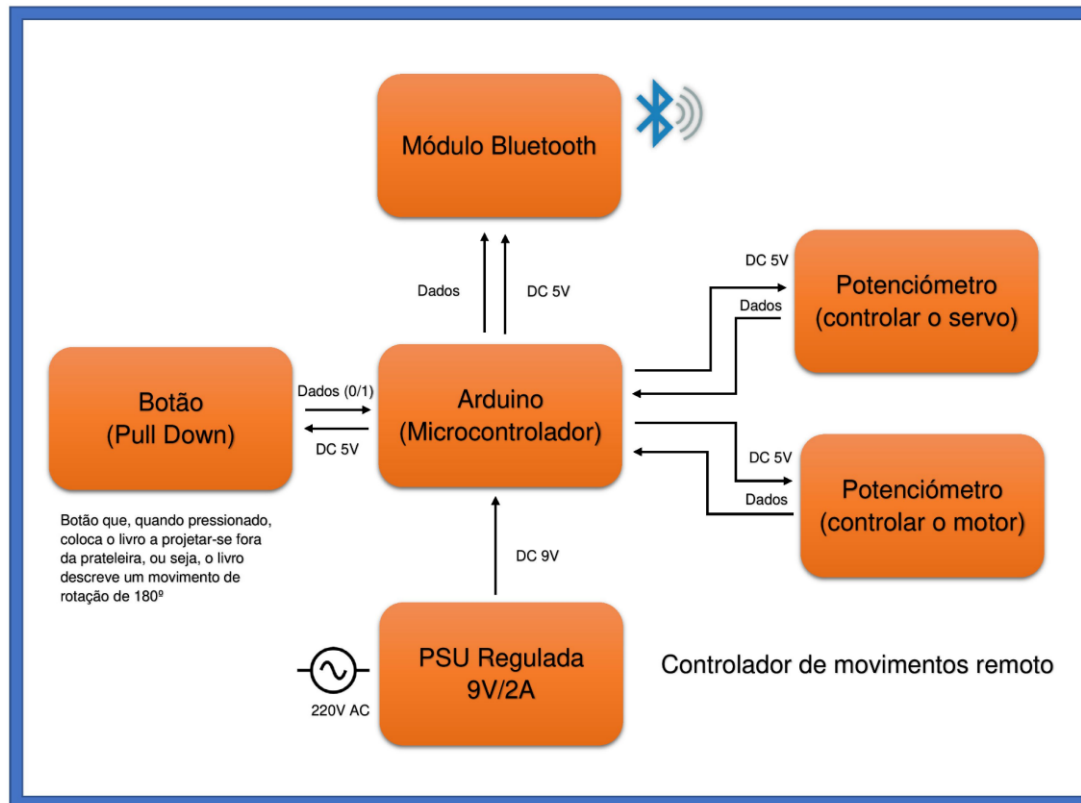 Módulo Bluetooth
Dados
DC 5V
DC 5V
Dados
Potenciómetro
(controlar o servo)
Botão
(Pull Down)
Dados (0/1)
DC 5V
Arduino
(Microcontrolador)
DC 5V
Dados
Potenciómetro
(controlar o motor)
Botão que, quando pressionado,
coloca o livro a projetar-se fora
da prateleira, ou seja, o livro
descreve um movimento de
rotação de 180º
DC 9V
220V AC
PSU Regulada
9V/2A
Controlador de movimentos remoto